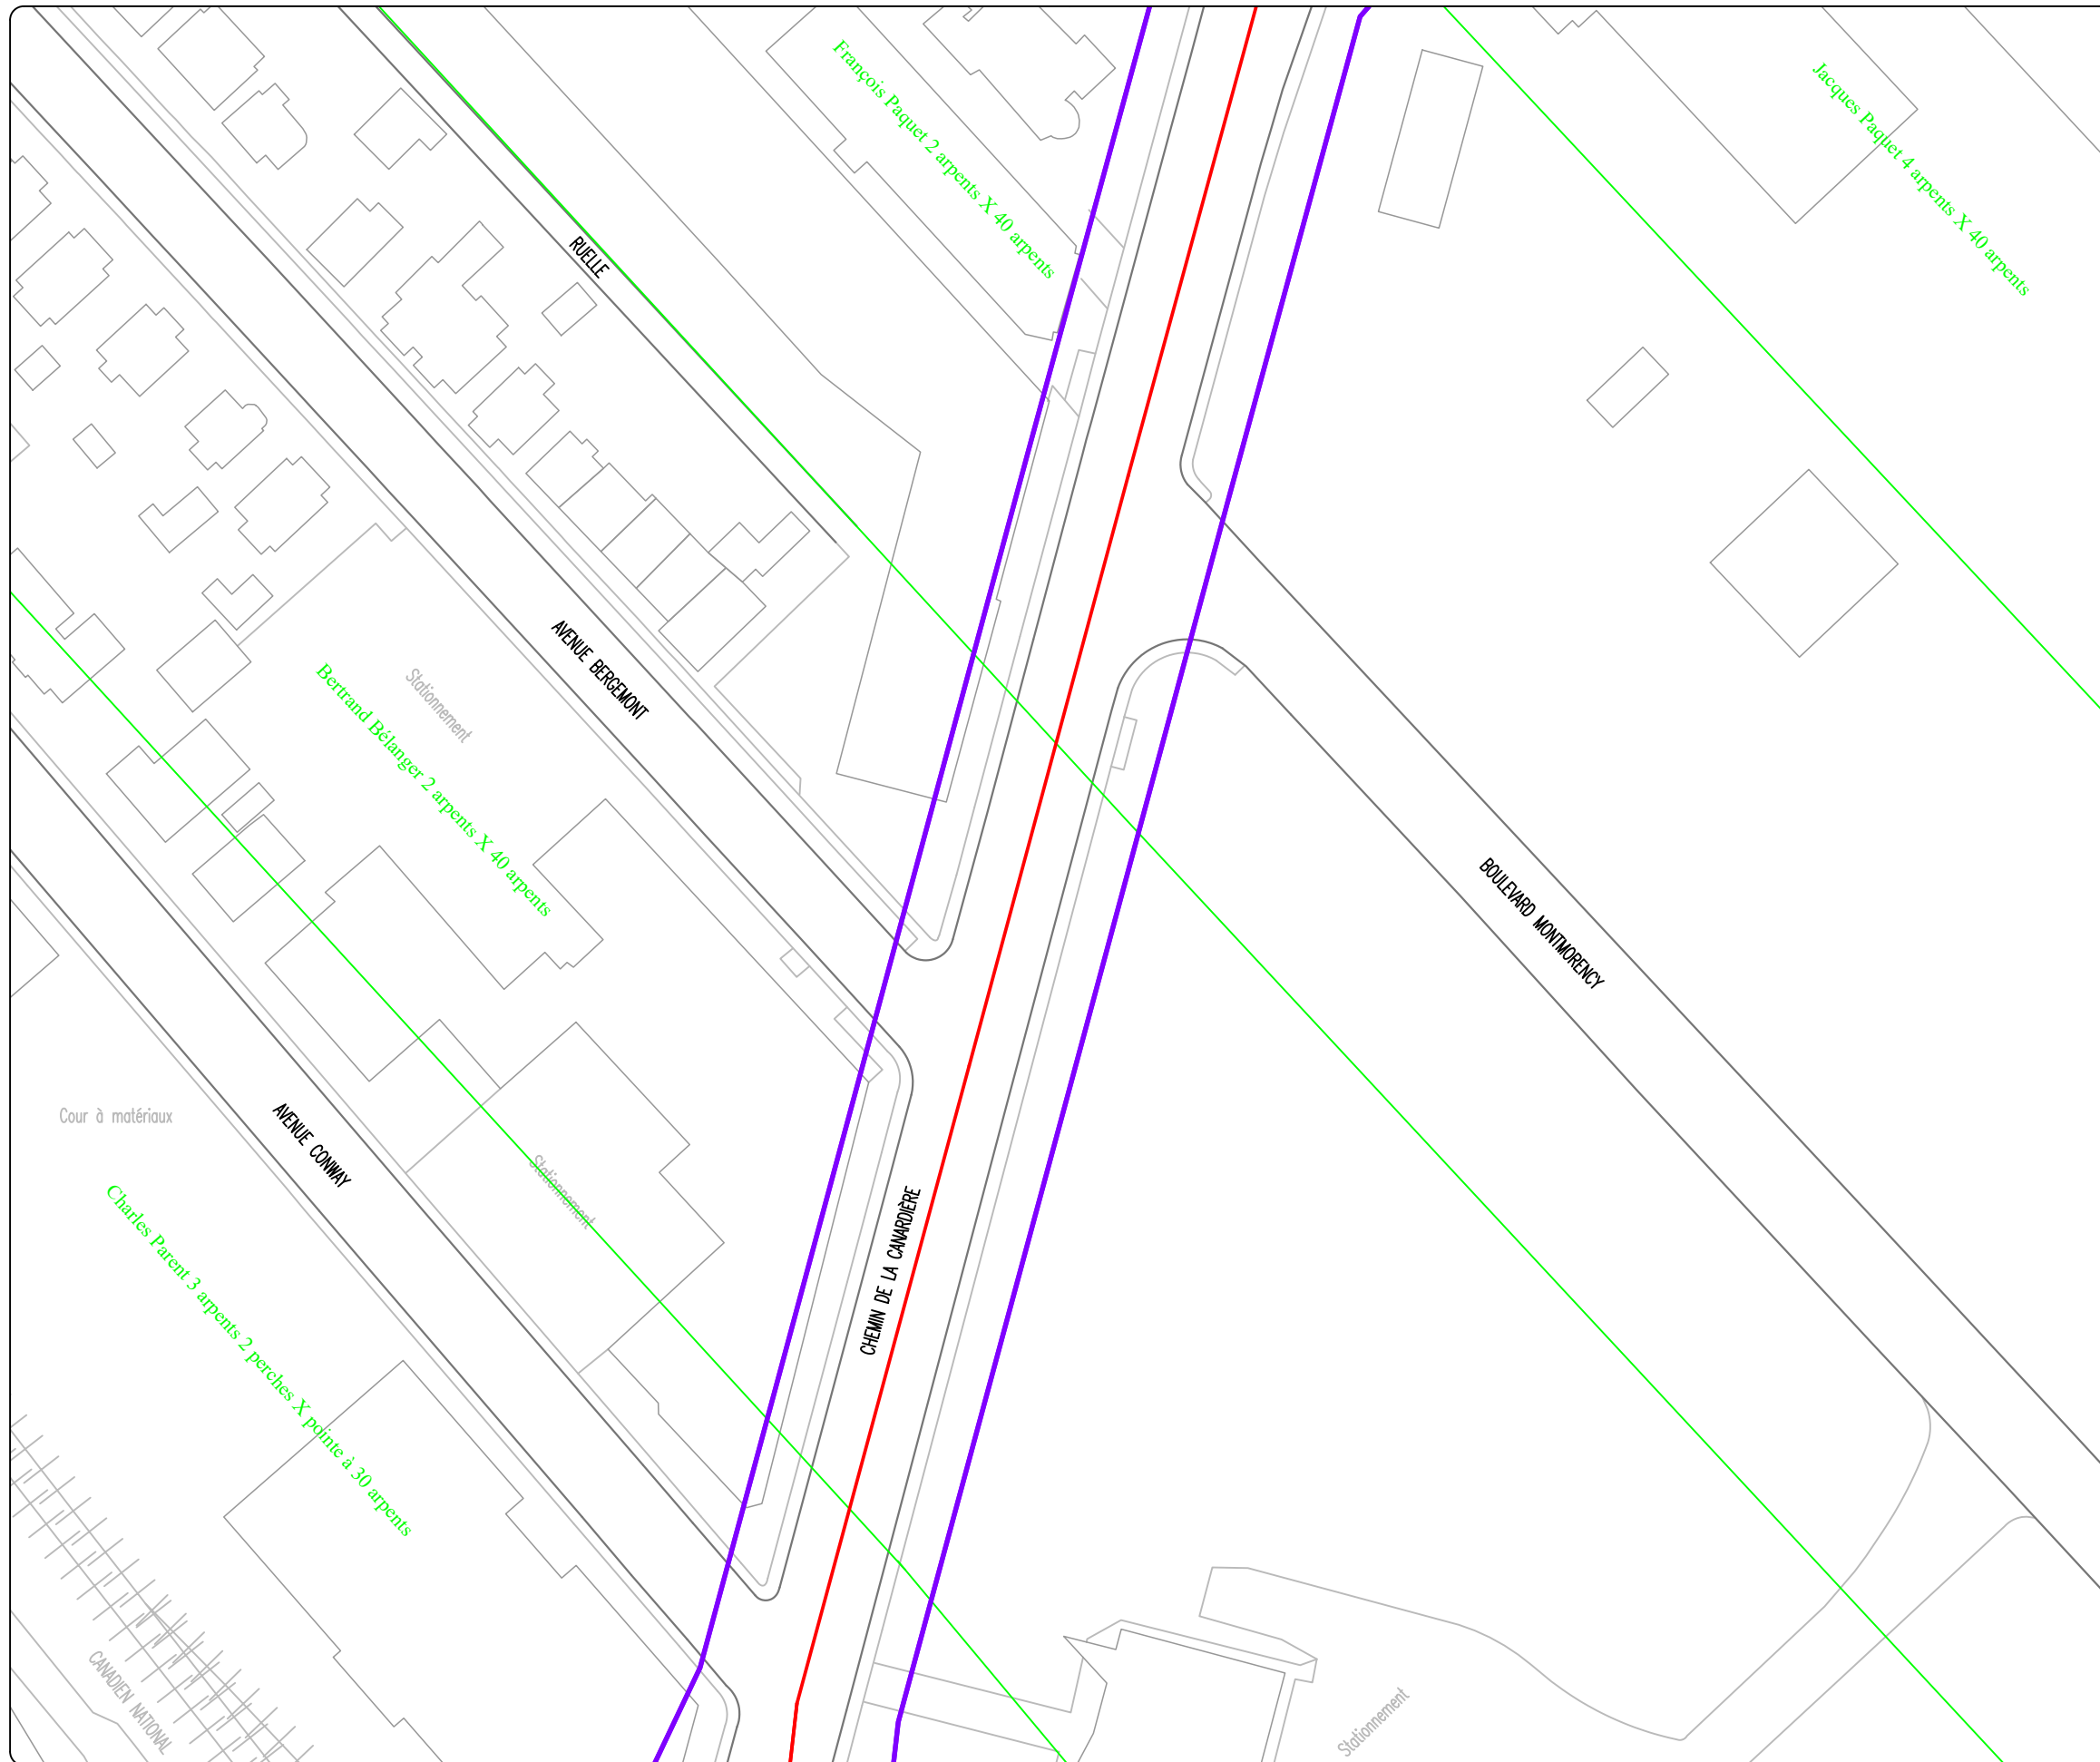 François Paquet 2 arpents X 40 arpents
Jacques Paquet 4 arpents X 40 arpents
RUELLE
AVENUE BERGEMONT
Stationnement
Bertrand Bélanger 2 arpents X 40 arpents
BOULEVARD MONTMORENCY
Cour à matériaux
AVENUE CONWAY
Stationnement
Charles Parent 3 arpents 2 perches X pointe à 30 arpents
CHEMIN DE LA CANARDIÈRE
CANADIEN NATIONAL
Stationnement